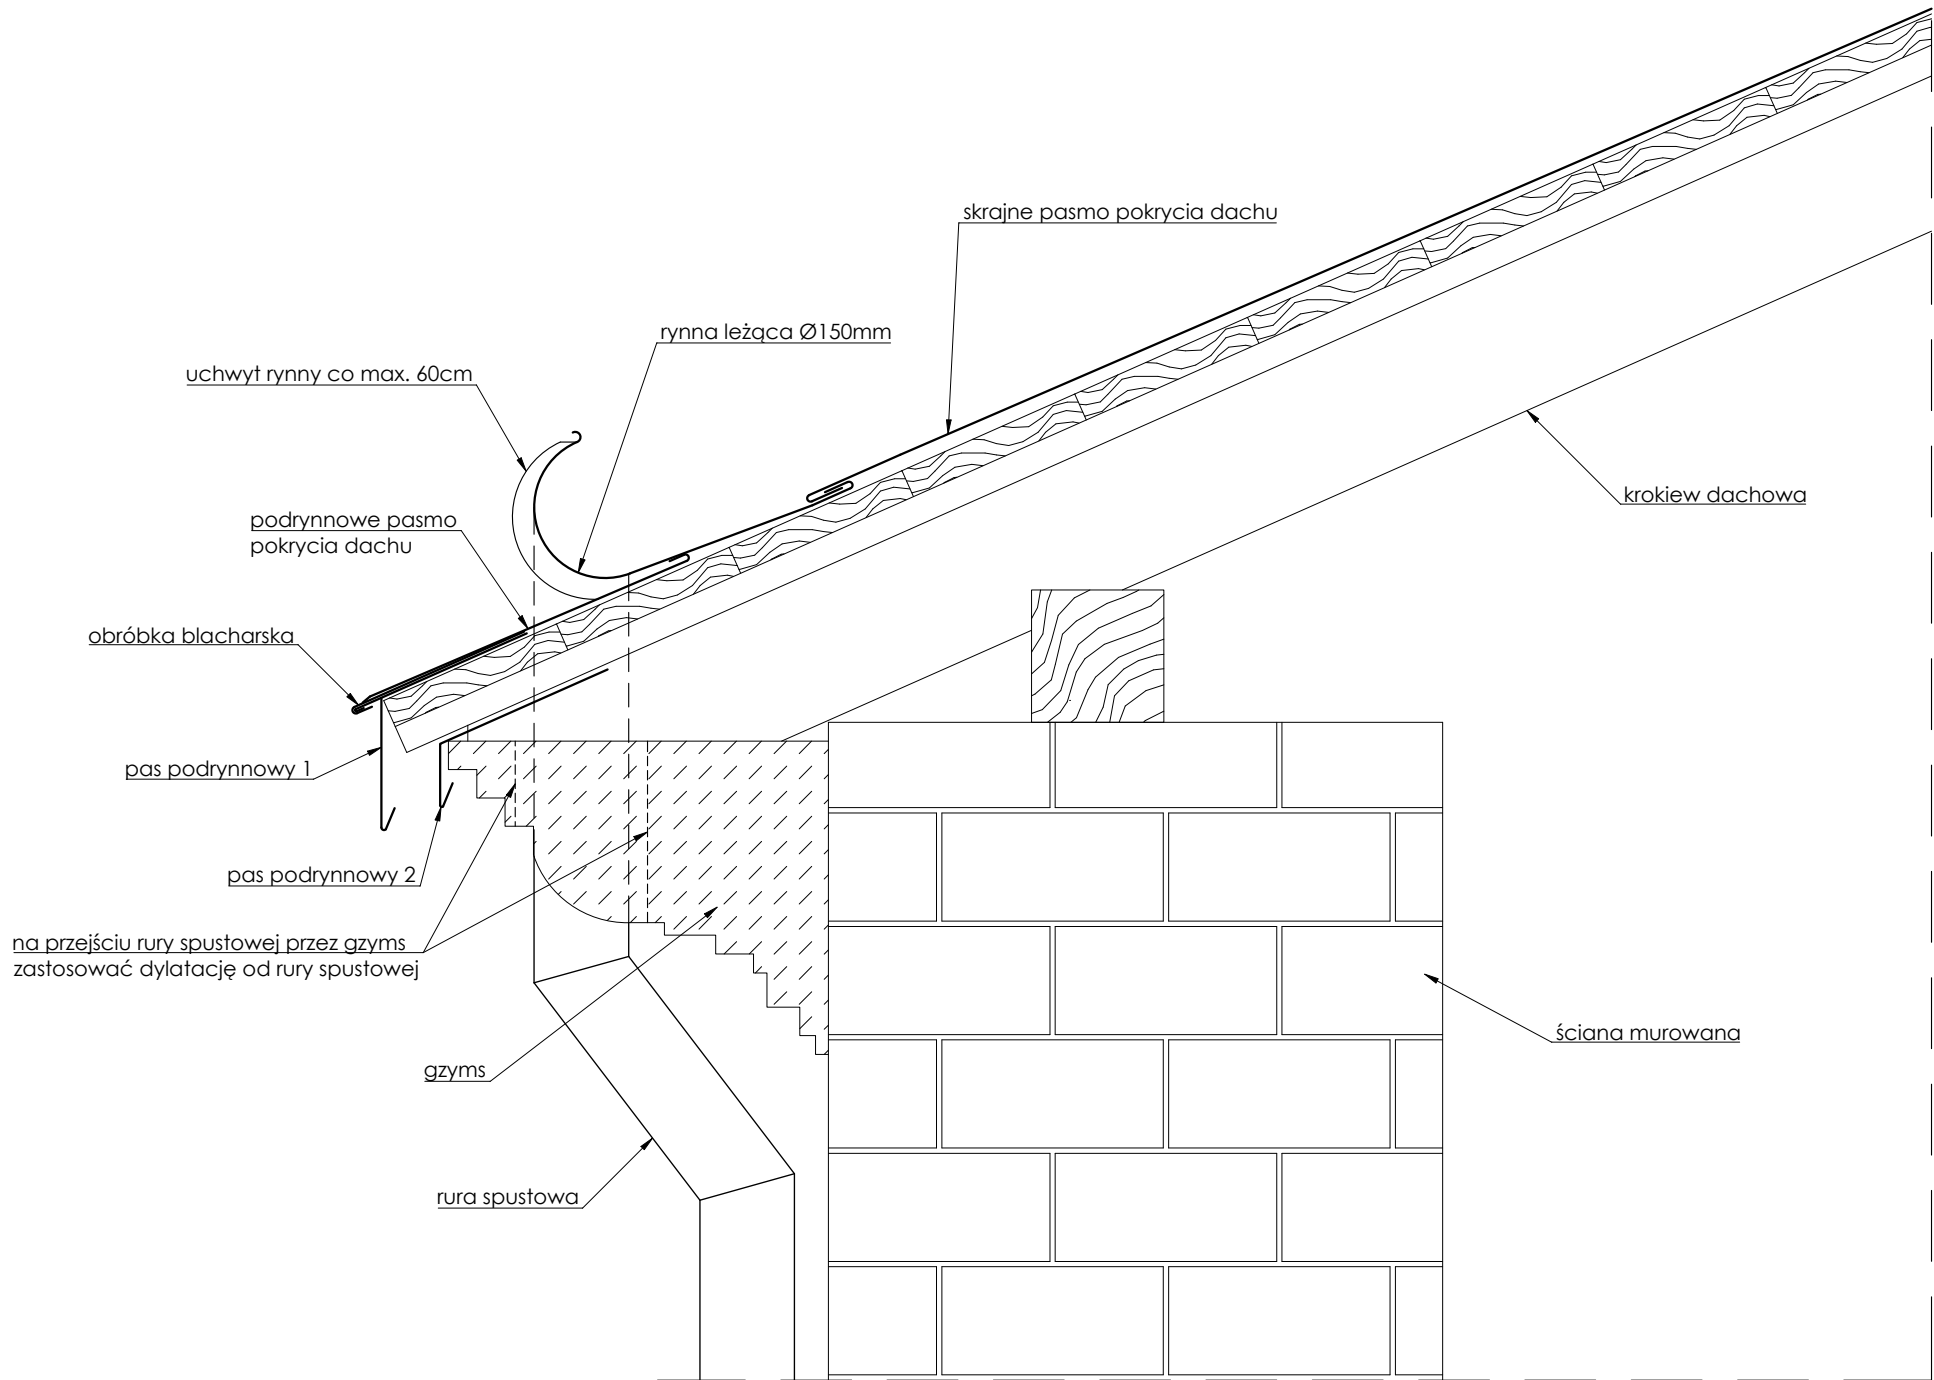 skrajne pasmo pokrycia dachu
rynna leżąca Ø150mm
uchwyt rynny co max. 60cm
krokiew dachowa
podrynnowe pasmo
pokrycia dachu
obróbka blacharska
pas podrynnowy 1
pas podrynnowy 2
na przejściu rury spustowej przez gzyms
zastosować dylatację od rury spustowej
ściana murowana
gzyms
rura spustowa